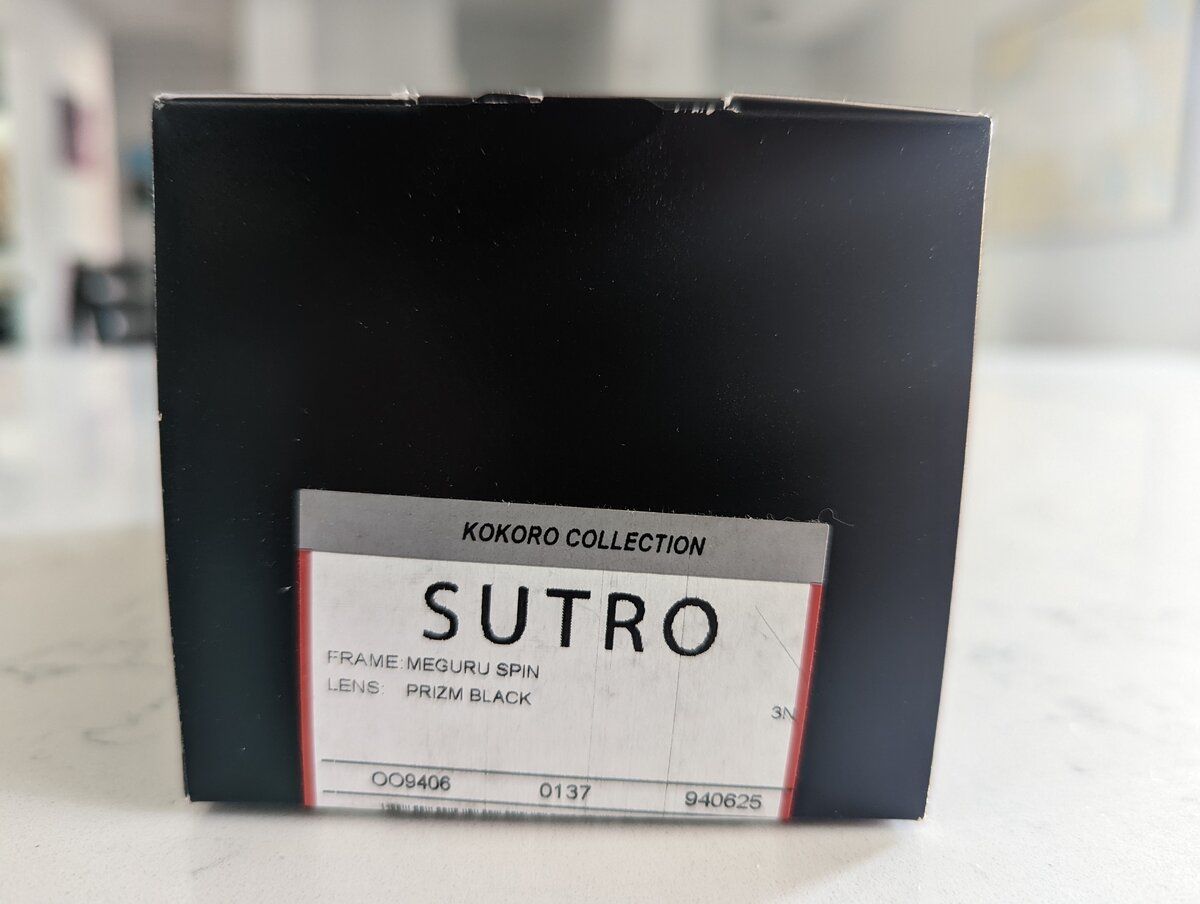 KOKORO COLLECTION
SUTRO
FRAME: MEGURU SPIN
LENS: PRIZM BLACK
3N
OO9406 0137 940625